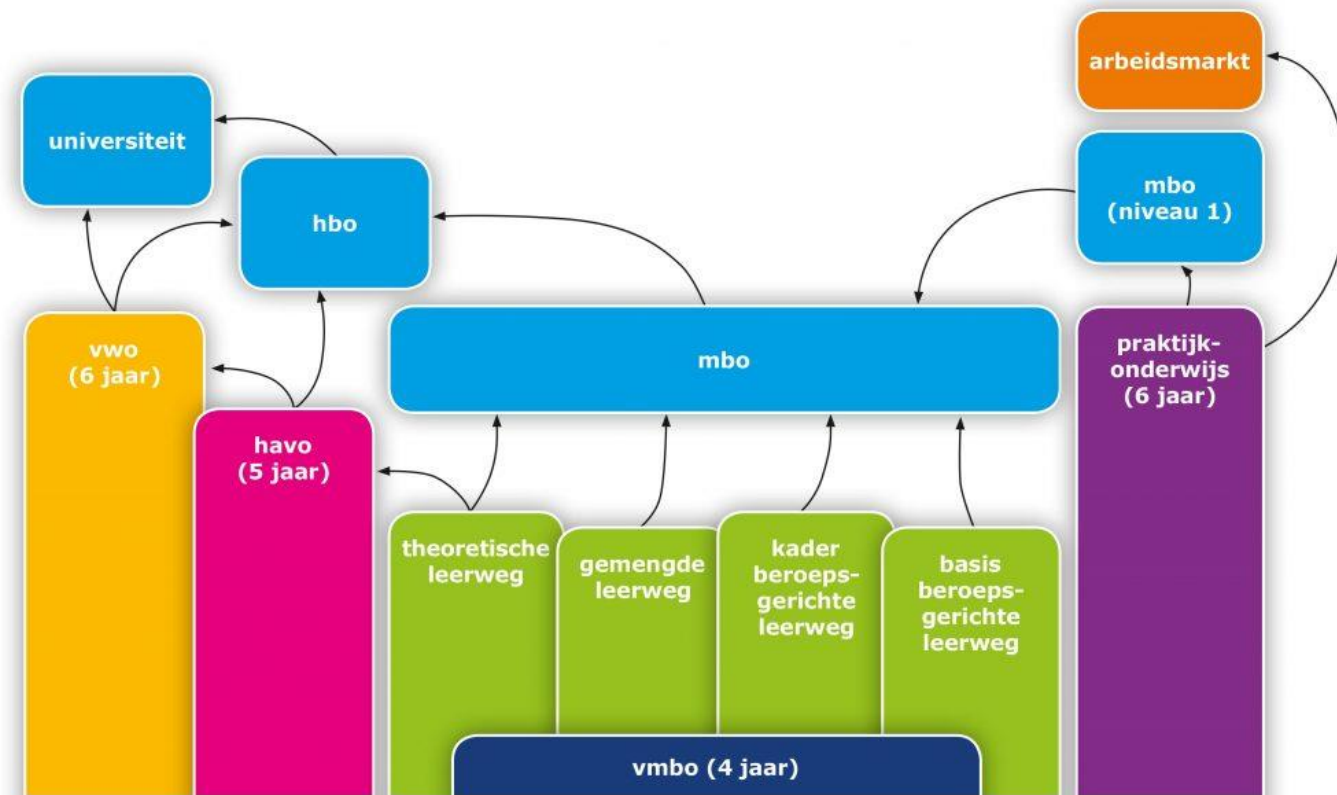 arbeidsmarkt
universiteit
hbo
mbo
(niveau 1)
vwo
(6 jaar)
mbo
praktijk-
onderwijs
(6 jaar)
havo
(5 jaar)
theoretische
leerweg
gemengde
leerweg
kader
beroeps-
gerichte
leerweg
basis
beroeps-
gerichte
leerweg
vmbo (4 jaar)